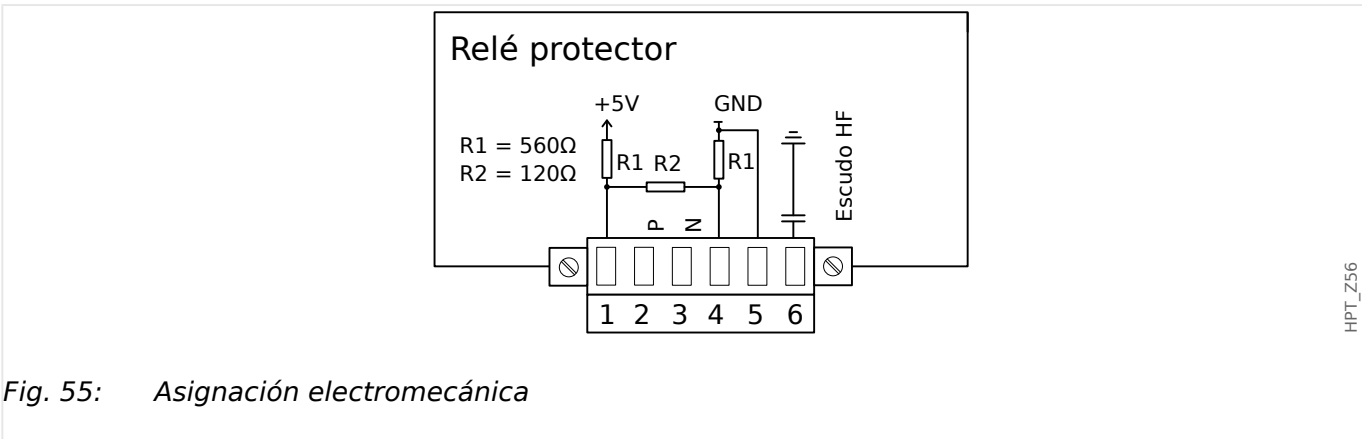 Relé protector
+5V
GND
R1 = 560Ω
R2 = 120Ω
R1
R2
R1
Escudo HF
P
N
1 2 3 4 5 6
HPT_Z56
Fig. 55: Asignación electromecánica